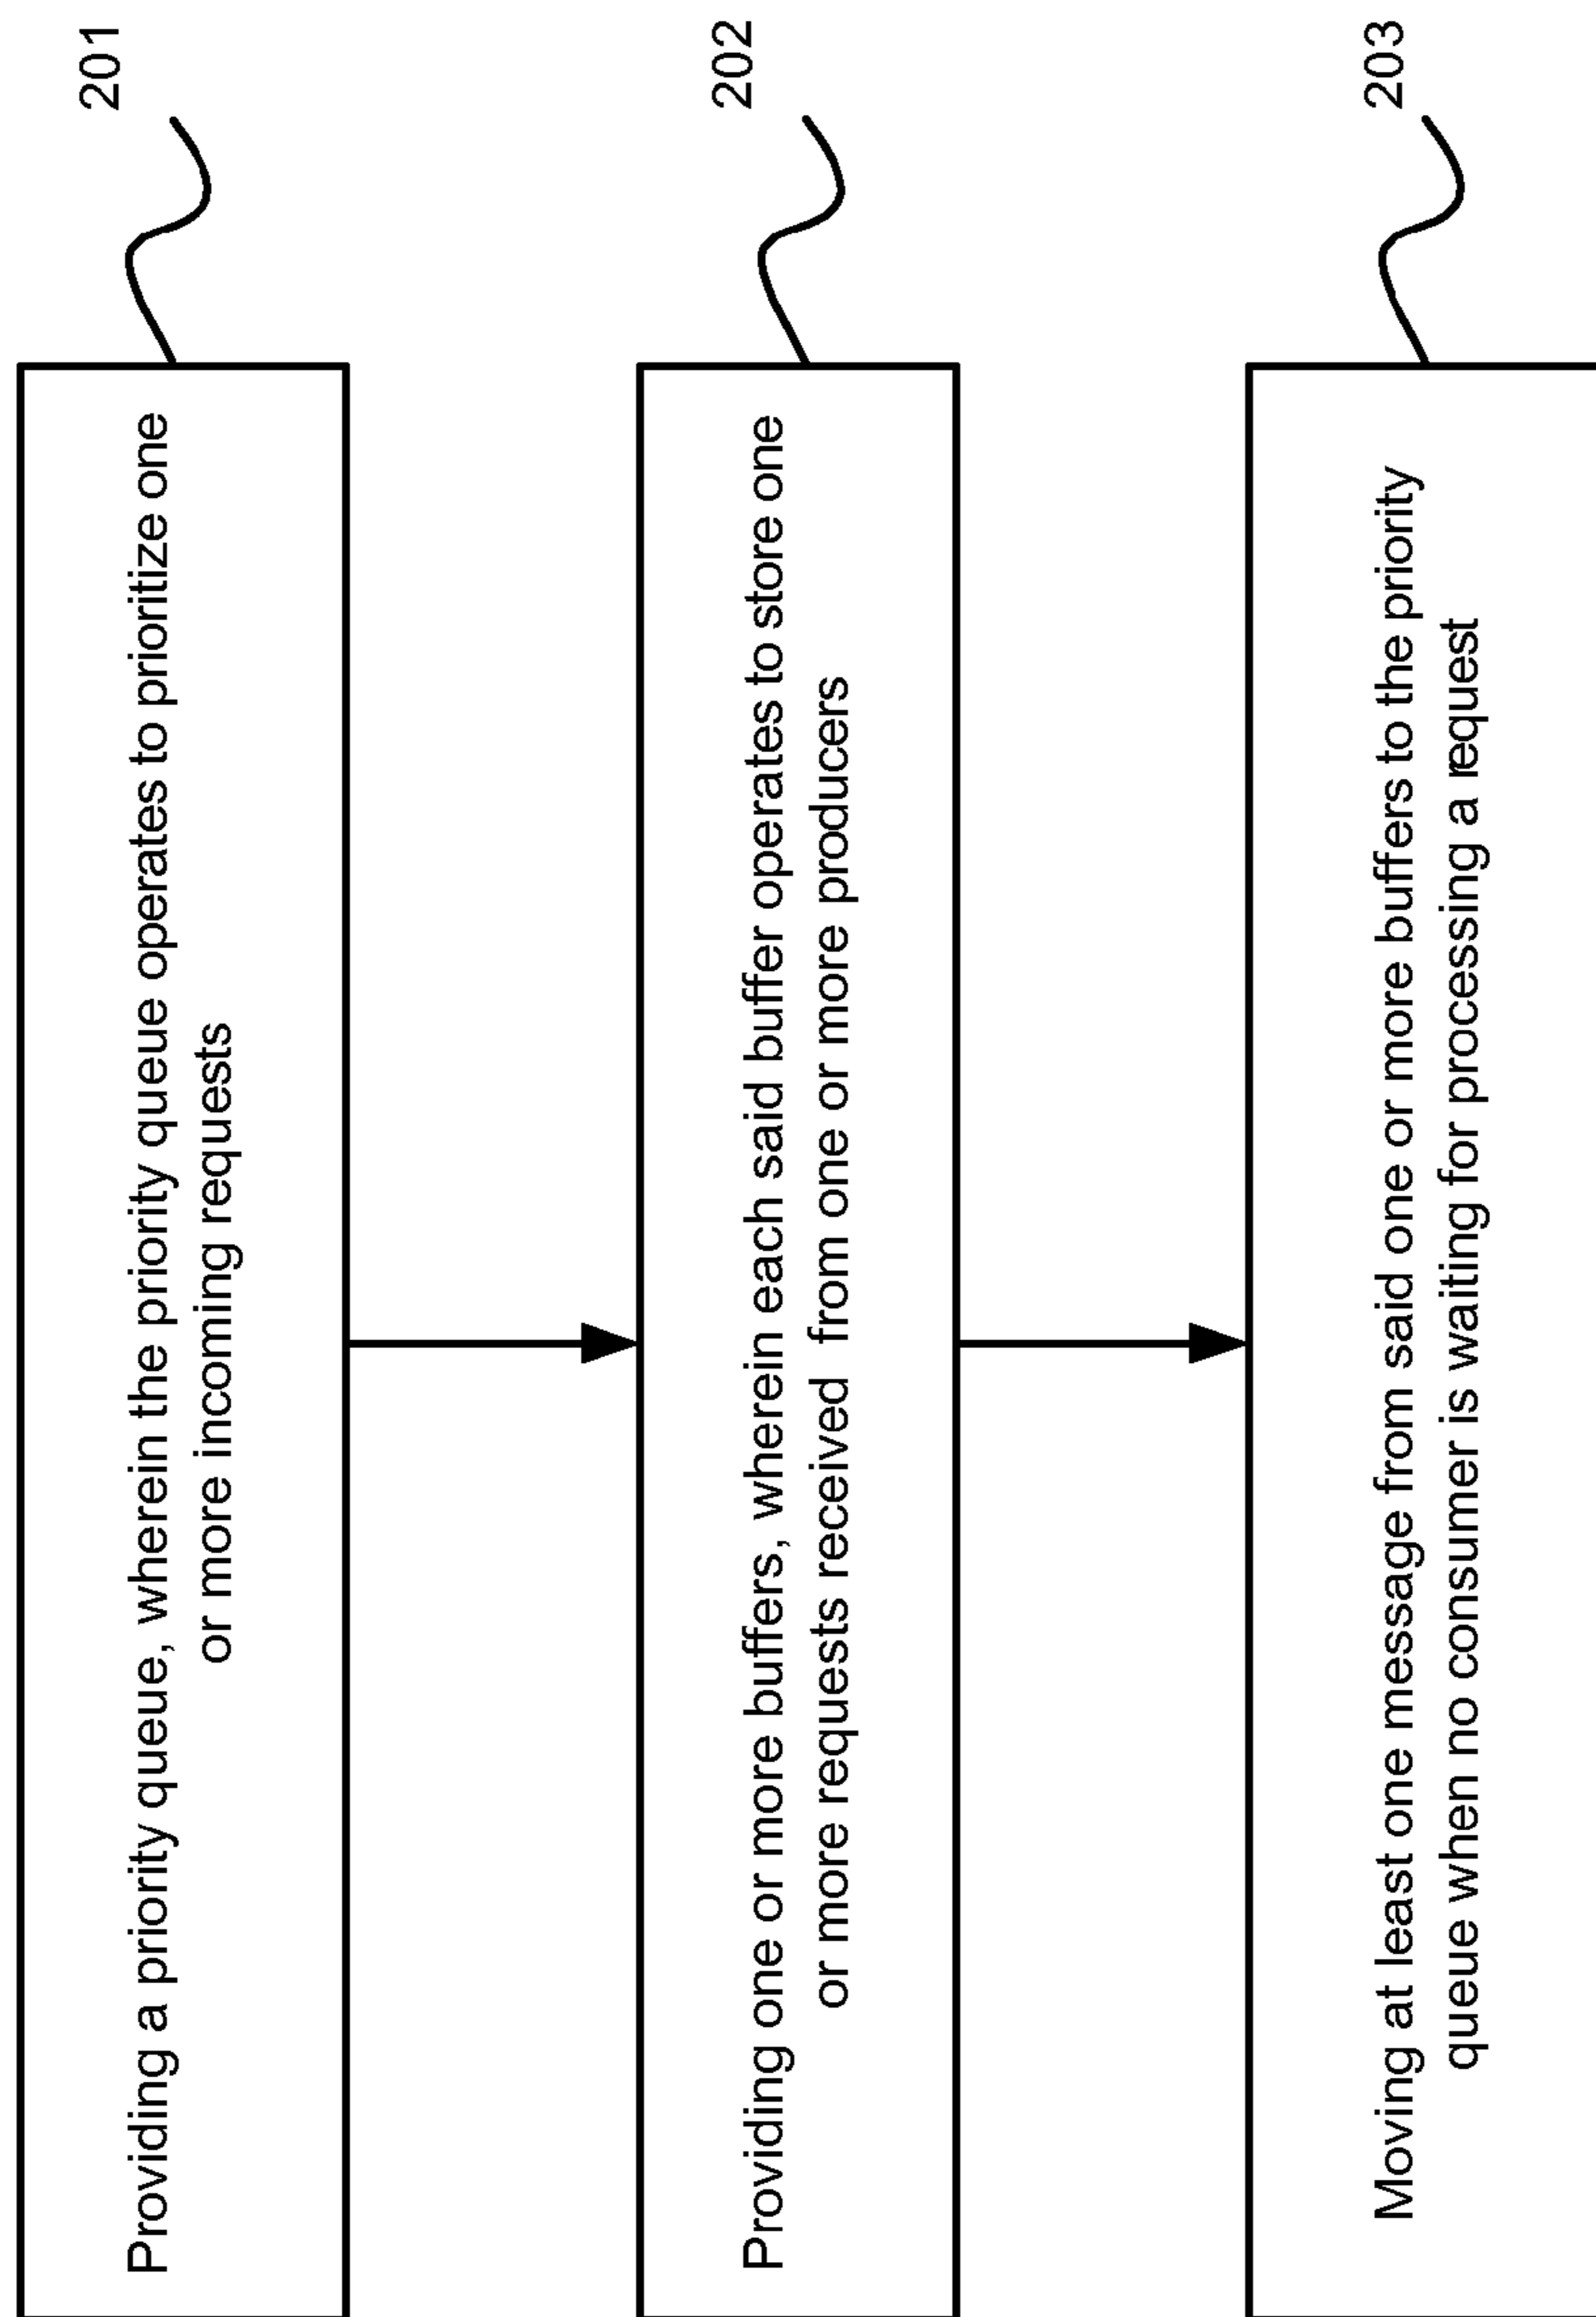 Providing a priority queue, wherein the priority queue operates to prioritize one
or more incoming requests
201
Providing one or more buffers, wherein each said buffer operates to store one
or more requests received from one or more producers
202
Moving at least one message from said one or more buffers to the priority
queue when no consumer is waiting for processing a request
203